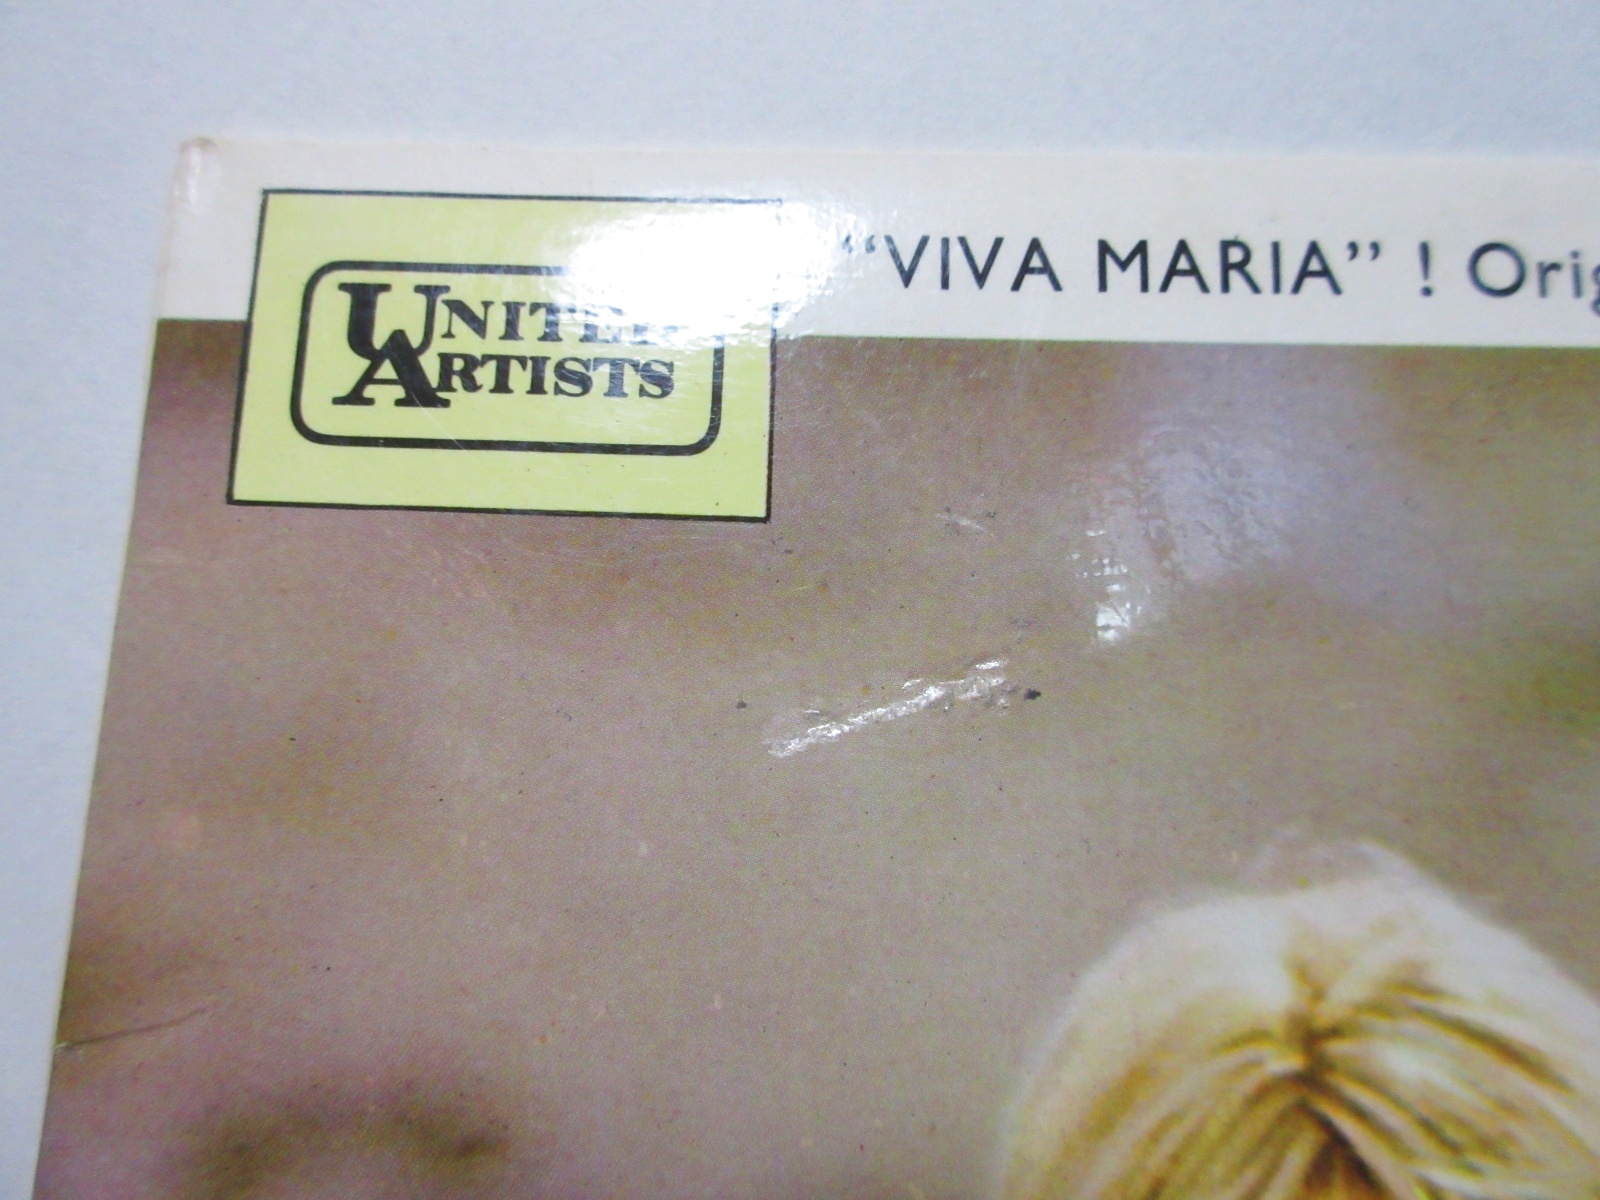 UNITED
ARTISTS
“VIVA MARIA” ! Orig